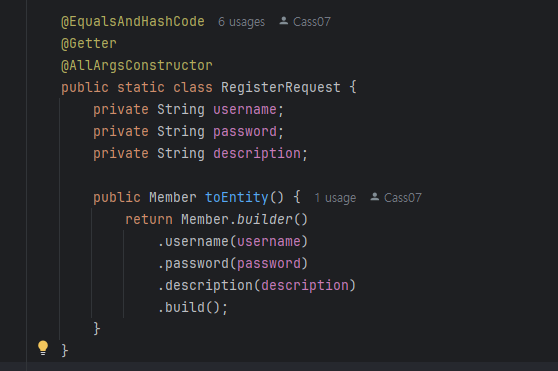 @EqualsAndHashCode 6 usages Cass07
@Getter
@AllArgsConstructor
public static class RegisterRequest {
    private String username;
    private String password;
    private String description;
    public Member toEntity() { 1 usage Cass07
        return Member.builder()
            .username(username)
            .password(password)
            .description(description)
            .build();
    }
}